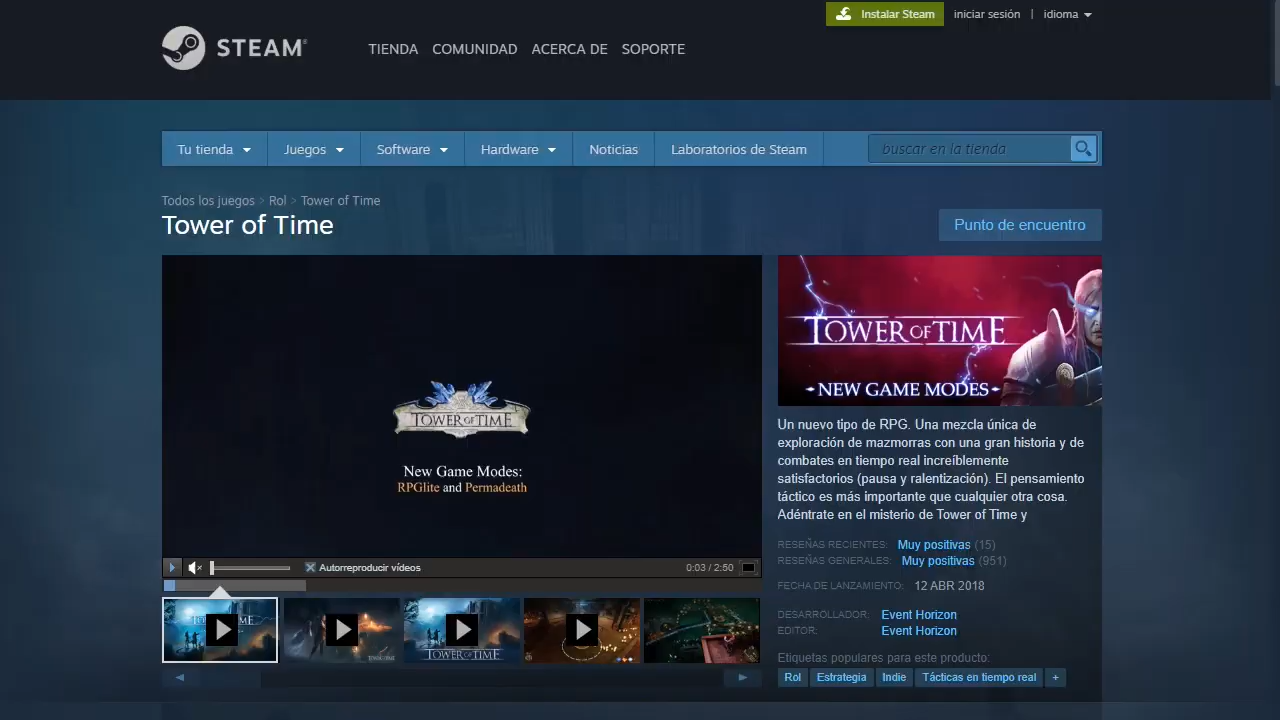 Instalar Steam
iniciar sesión | idioma
STEAM
TIENDA COMUNIDAD ACERCA DE SOPORTE
Tu tienda Juegos Software Hardware Noticias Laboratorios de Steam buscar en la tienda
Todos los juegos > Rol > Tower of Time
Tower of Time
Punto de encuentro
TOWER OF TIME
New Game Modes:
RPGlite and Permadeath
TOWER OF TIME
NEW GAME MODES
Un nuevo tipo de RPG. Una mezcla única de
exploración de mazmorras con una gran historia y de
combates en tiempo real increíblemente
satisfactorios (pausa y ralentización). El pensamiento
táctico es más importante que cualquier otra cosa.
Adéntrate en el misterio de Tower of Time y
RESEÑAS RECIENTES: Muy positivas (15)
RESEÑAS GENERALES: Muy positivas (951)
FECHA DE LANZAMIENTO: 12 ABR 2018
DESARROLLADOR: Event Horizon
EDITOR: Event Horizon
Etiquetas populares para este producto:
Rol Estrategia Indie Tácticas en tiempo real +
Autorreproducir vídeos
0:03 / 2:50
TOWER OF TIME